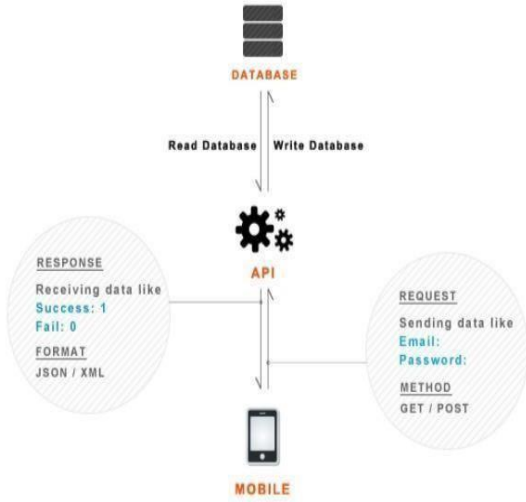 DATABASE
Read Database Write Database
API
RESPONSE
Receiving data like
Success: 1
Fail: 0
FORMAT
JSON / XML
REQUEST
Sending data like
Email:
Password:
METHOD
GET / POST
MOBILE